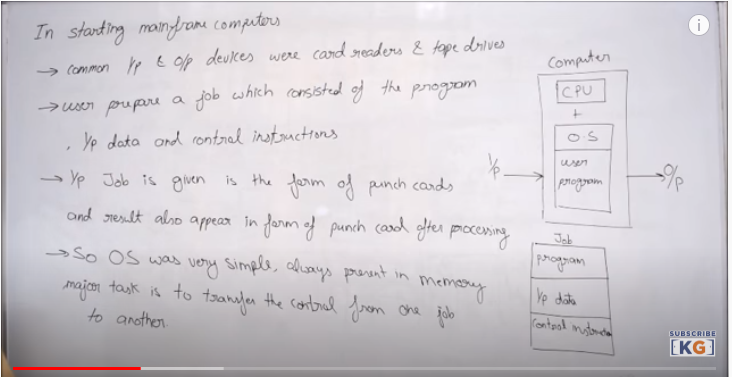 In starting mainframe computers
→ common I/p & O/p devices were card readers & tape drives
→ user prepare a job which consisted of the program
, I/p data and control instructions
→ I/p Job is given is the form of punch cards
and result also appear in form of punch card after processing
→ So OS was very simple, always present in memory
major task is to transfer the control from one job
to another
Computer
CPU
+
O.S
user
program
I/p
O/p
Job
program
I/p data
Control
SUBSCRIBE
[KG]
i